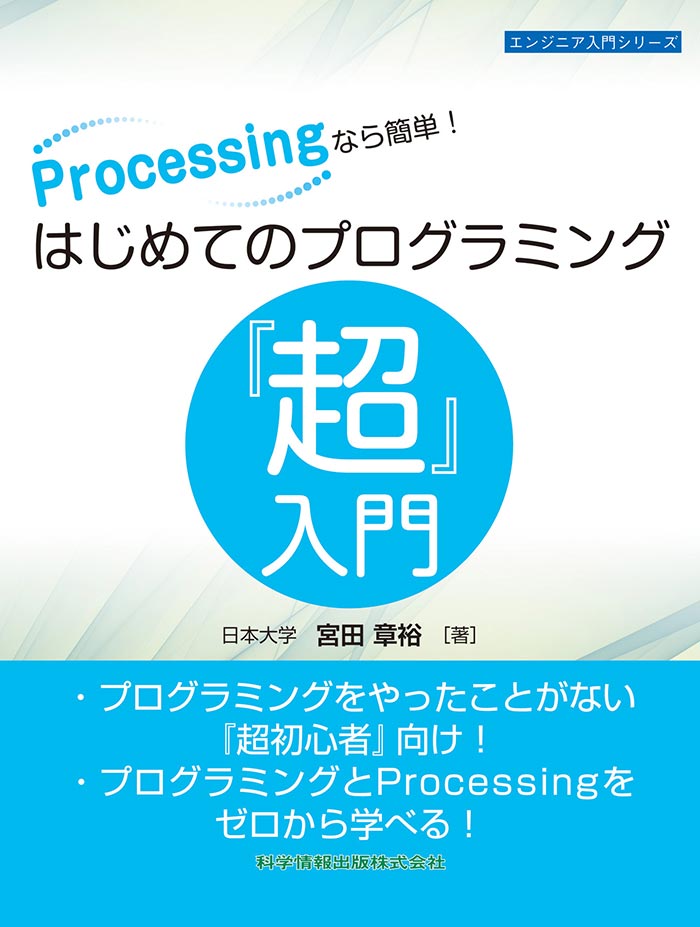 エンジニア入門シリーズ
Processingなら簡単！
はじめてのプログラミング
『超』
入門
日本大学 宮田 章裕 ［著］
・プログラミングをやったことがない
『超初心者』向け！
・プログラミングとProcessingを
ゼロから学べる！
科学情報出版株式会社